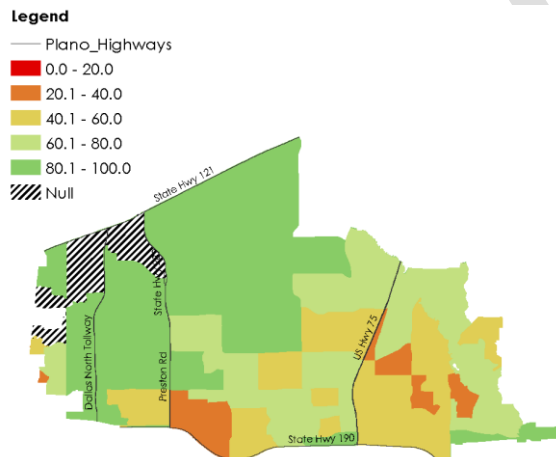 Legend
Plano_Highways
0.0 - 20.0
20.1 - 40.0
40.1 - 60.0
60.1 - 80.0
80.1 - 100.0
Null
State Hwy 121
State Hw
US Hwy 75
Dallas North Tollway
Preston Rd
State Hwy 190